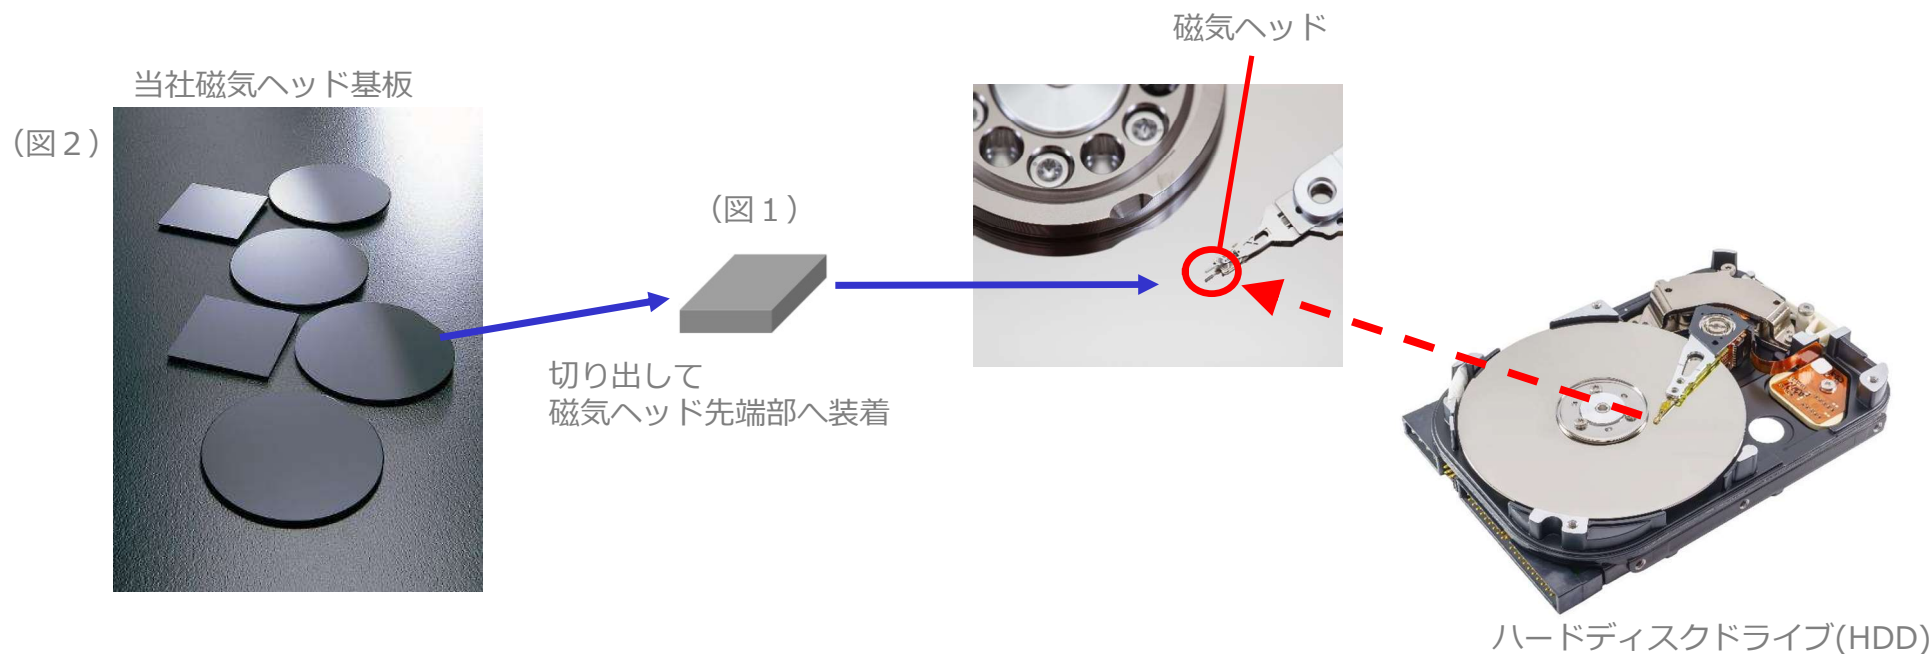 磁気ヘッド
当社磁気ヘッド基板
（図２）
（図１）
切り出して
磁気ヘッド先端部へ装着
ハードディスクドライブ(HDD)